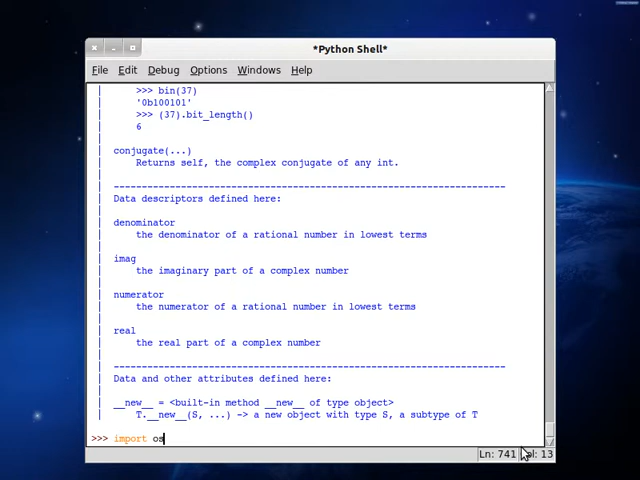 *Python Shell*
File Edit Debug Options Windows Help
| >>> bin(37)
| '0b100101'
| >>> (37).bit_length()
| 6
|
| conjugate(...)
| Returns self, the complex conjugate of any int.
|
| ----------------------------------------------------------------------
| Data descriptors defined here:
|
| denominator
| the denominator of a rational number in lowest terms
|
| imag
| the imaginary part of a complex number
|
| numerator
| the numerator of a rational number in lowest terms
|
| real
| the real part of a complex number
|
| ----------------------------------------------------------------------
| Data and other attributes defined here:
|
| __new__ = <built-in method __new__ of type object>
| T.__new__(S, ...) -> a new object with type S, a subtype of T
>>> import os
Ln: 741 13